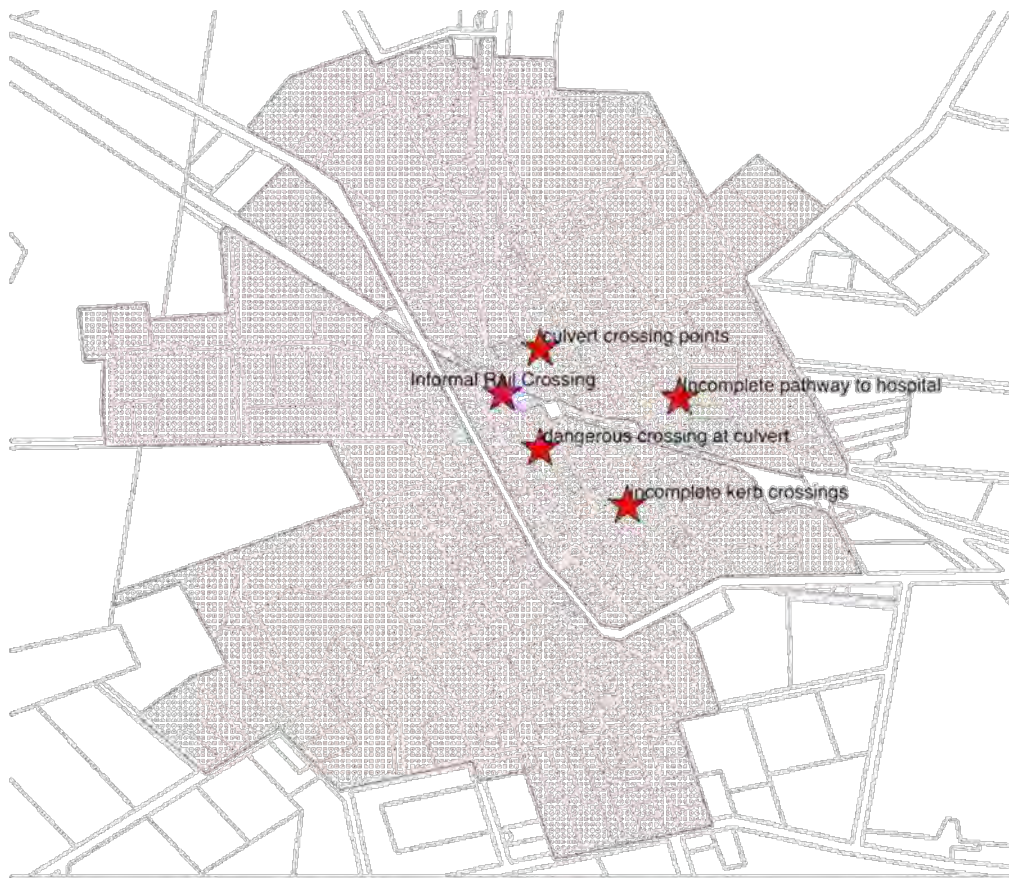 culvert crossing points
Informal RAil Crossing
Incomplete pathway to hospital
dangerous crossing at culvert
incomplete kerb crossings